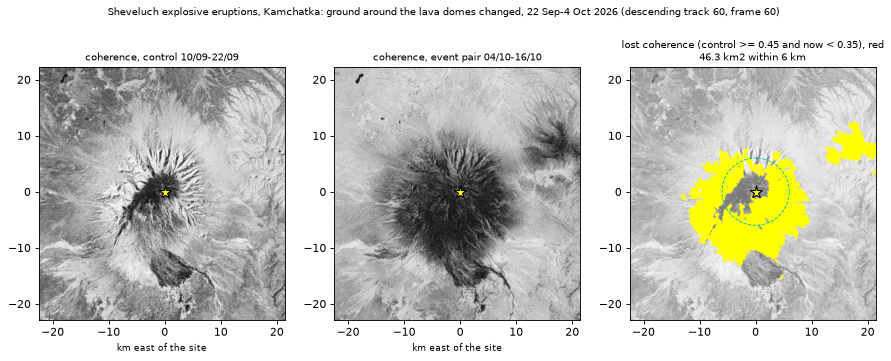 Sheveluch explosive eruptions, Kamchatka: ground around the lava domes changed, 22 Sep-4 Oct 2026 (descending track 60, frame 60)
coherence, control 10/09-22/09
coherence, event pair 04/10-16/10
lost coherence (control >= 0.45 and now < 0.35), red
46.3 km2 within 6 km
20
10
0
−10
−20
−20 −10 0 10 20
km east of the site
20
10
0
−10
−20
−20 −10 0 10 20
km east of the site
20
10
0
−10
−20
−20 −10 0 10 20